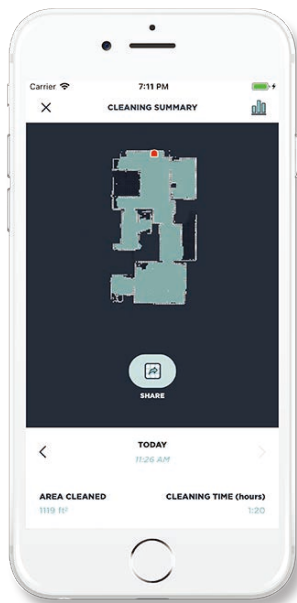 Carrier 7:11 PM
CLEANING SUMMARY
SHARE
TODAY
11:26 AM
AREA CLEANED CLEANING TIME (hours)
1119 ft² 1:20